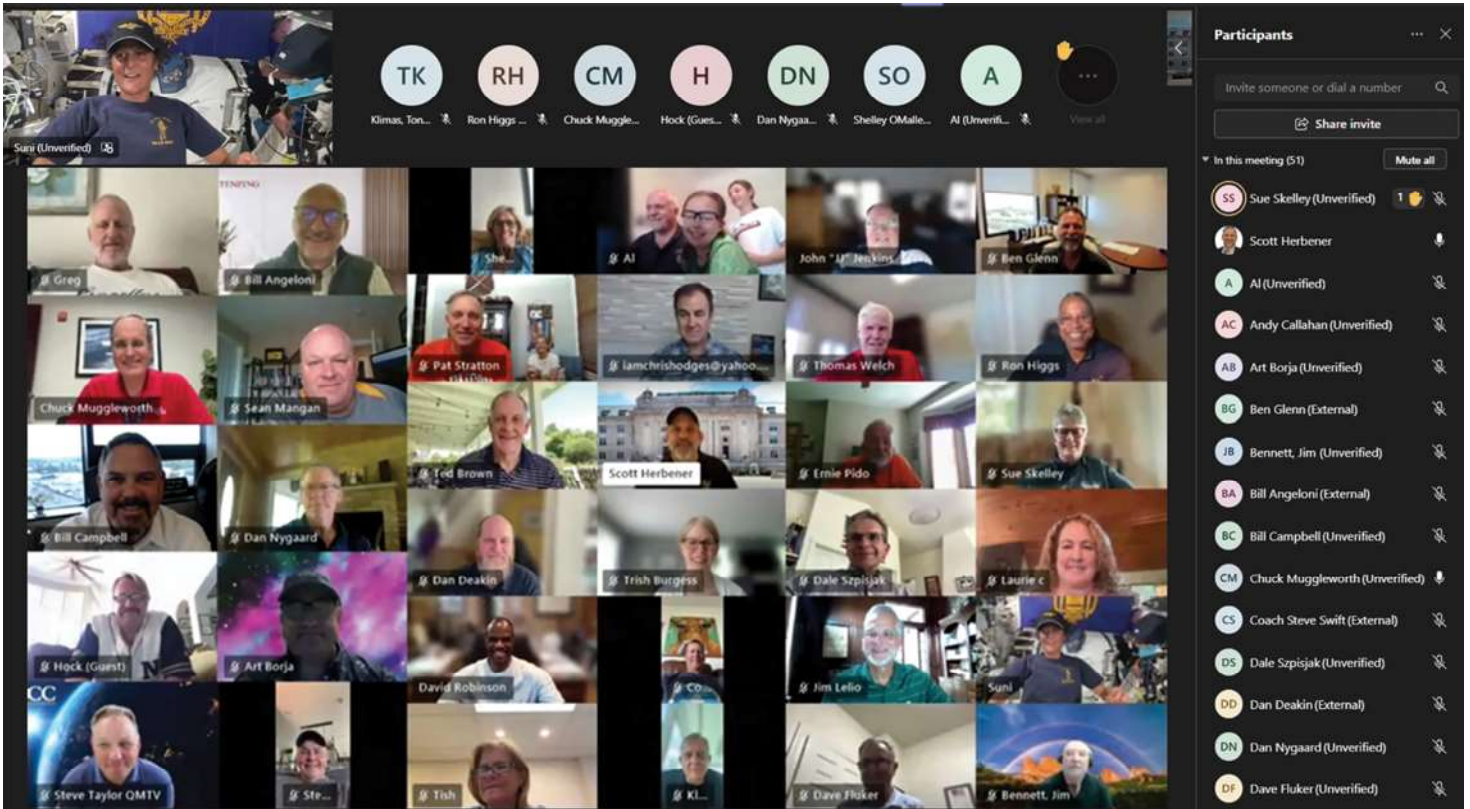 Suni (Unverified)
TK
RH
CM
H
DN
SO
A
Klimas, Ton...
Ron Higgs ...
Chuck Muggle...
Hock (Gues...
Dan Nygaa...
Shelley OMalle...
Al (Unverifi...
View all
Greg
Bill Angeloni
She...
Al
John "JJ" Jenkins
Ben Glenn
Chuck Muggleworth
Sean Mangan
Pat Stratton
iamchrishodges@yahoo....
Thomas Welch
Ron Higgs
Bill Campbell
Dan Nygaard
Ted Brown
Scott Herbener
Ernie Pido
Sue Skelley
Hock (Guest)
Art Borja
Dan Deakin
Trish Burgess
Dale Szpisjak
Laurie c
CC
Steve Taylor QMTV
Ste...
David Robinson
Co...
Jim Lelio
Suni
Tish
Kl...
Dave Fluker
Bennett, Jim
Participants
Invite someone or dial a number
Share invite
In this meeting (51)
Mute all
SS Sue Skelley (Unverified) 1
Scott Herbener
A Al (Unverified)
AC Andy Callahan (Unverified)
AB Art Borja (Unverified)
BG Ben Glenn (External)
JB Bennett, Jim (Unverified)
BA Bill Angeloni (External)
BC Bill Campbell (Unverified)
CM Chuck Muggleworth (Unverified)
CS Coach Steve Swift (External)
DS Dale Szpisjak (Unverified)
DD Dan Deakin (External)
DN Dan Nygaard (Unverified)
DF Dave Fluker (Unverified)